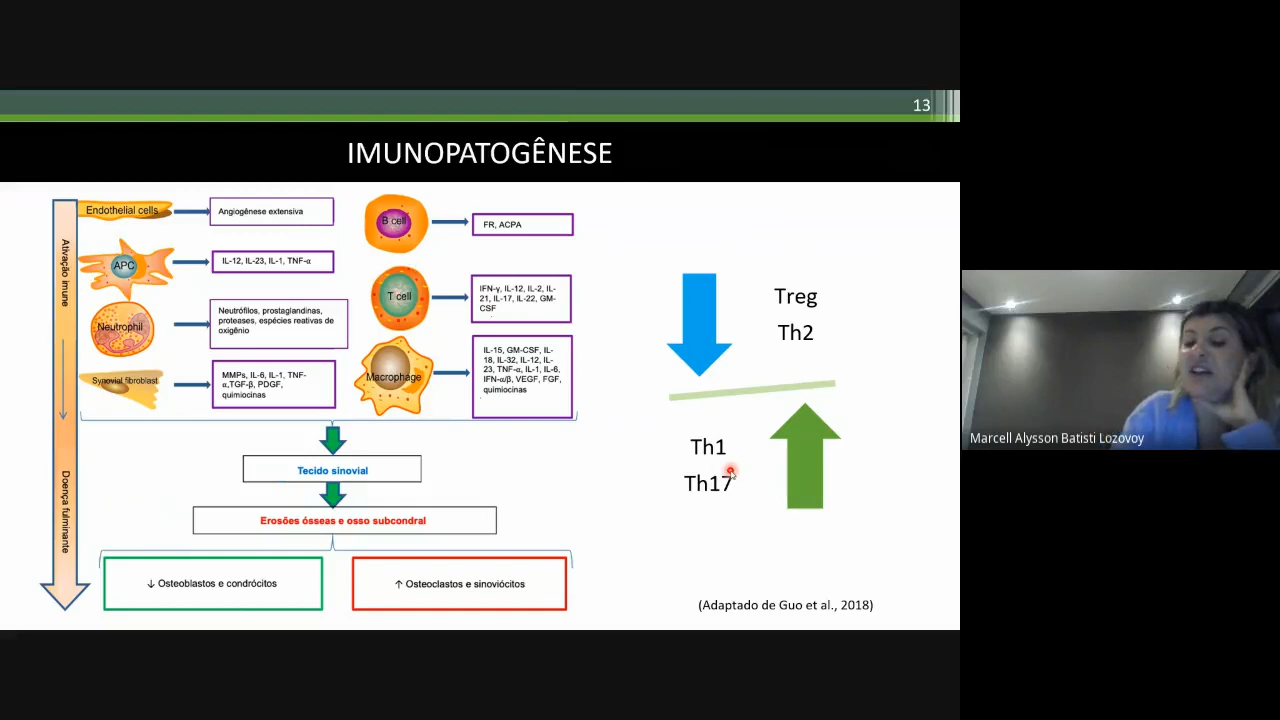 13
IMUNOPATOGÊNESE
Ativação imune
Doença fulminante
Endothelial cells
Angiogênese extensiva
APC
IL-12, IL-23, IL-1, TNF-α
Neutrophil
Neutrófilos, prostaglandinas,
proteases, espécies reativas de
oxigênio
Synovial fibroblast
MMPs, IL-6, IL-1, TNF-
α,TGF-β, PDGF,
quimiocinas
B cell
FR, ACPA
T cell
IFN-γ, IL-12, IL-2, IL-
21, IL-17, IL-22, GM-
CSF
Macrophage
IL-15, GM-CSF, IL-
18, IL-32, IL-12, IL-
23, TNF-α, IL-1, IL-6,
IFN-α/β, VEGF, FGF,
quimiocinas
Tecido sinovial
Erosões ósseas e osso subcondral
↓ Osteoblastos e condrócitos
↑ Osteoclastos e sinoviócitos
Treg
Th2
Th1
Th17
(Adaptado de Guo et al., 2018)
Marcell Alysson Batisti Lozovoy